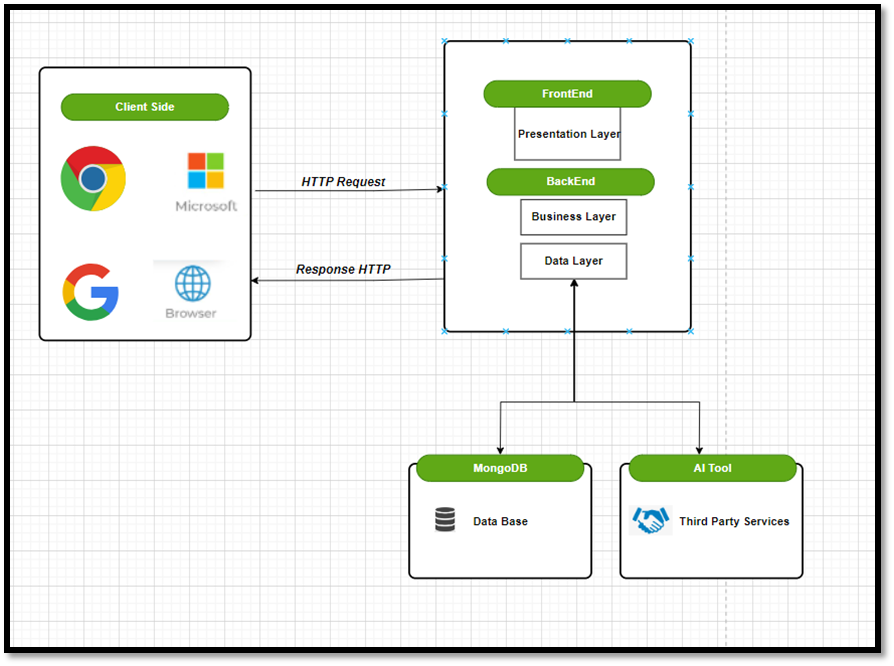 Client Side
Microsoft
Browser
HTTP Request
Response HTTP
FrontEnd
Presentation Layer
BackEnd
Business Layer
Data Layer
MongoDB
Data Base
AI Tool
Third Party Services